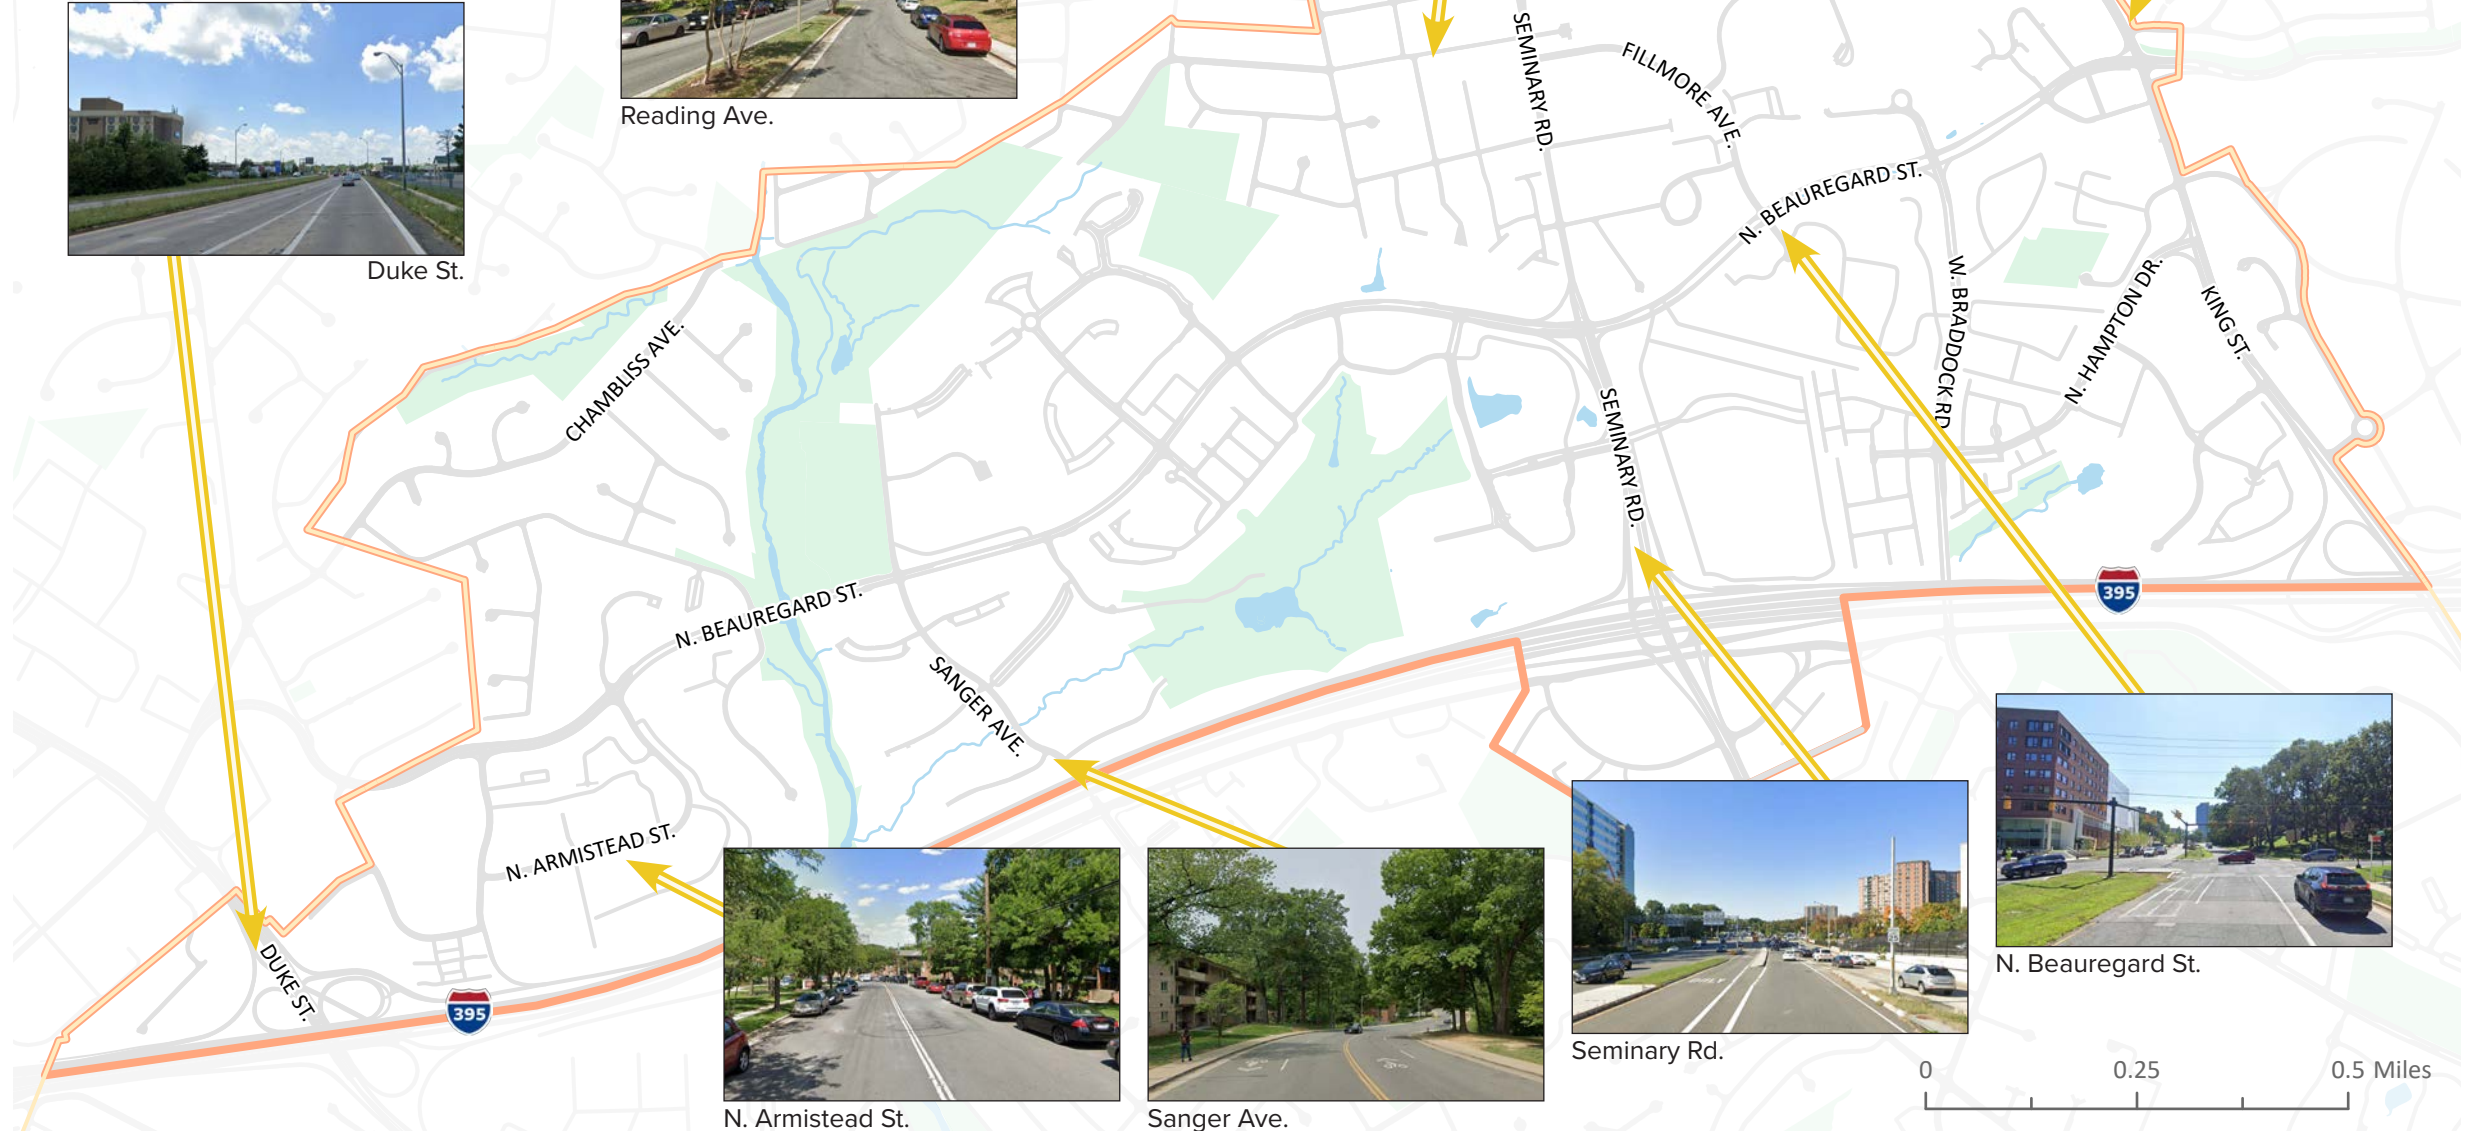 Duke St.
Reading Ave.
SEMINARY RD.
FILLMORE AVE.
N. BEAUREGARD ST.
W. BRADDOCK RD
N. HAMPTON DR.
KING ST.
CHAMBLISS AVE.
SEMINARY RD.
N. BEAUREGARD ST.
395
SANGER AVE.
N. ARMISTEAD ST.
DUKE ST.
395
N. Beauregard St.
Seminary Rd.
N. Armistead St.
Sanger Ave.
0 0.25 0.5 Miles